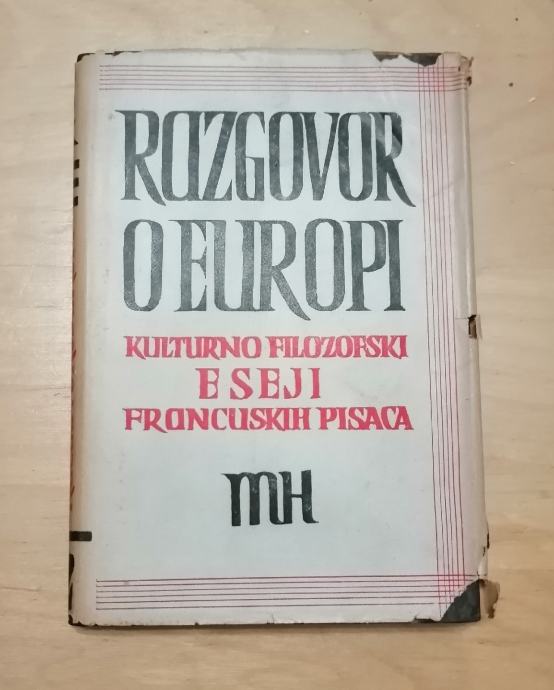 RAZGOVOR
O EUROPI
KULTURNO FILOZOFSKI
ESEJI
FRANCUSKIH PISACA
MH